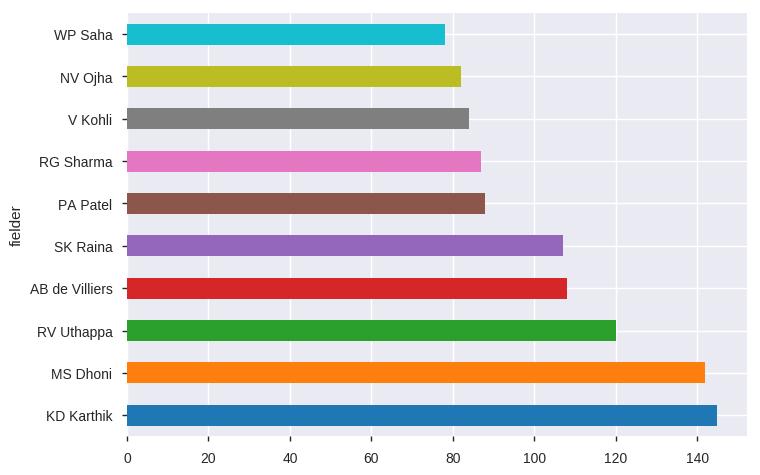 WP Saha
NV Ojha
V Kohli
RG Sharma
PA Patel
SK Raina
AB de Villiers
RV Uthappa
MS Dhoni
KD Karthik
fielder
0 20 40 60 80 100 120 140